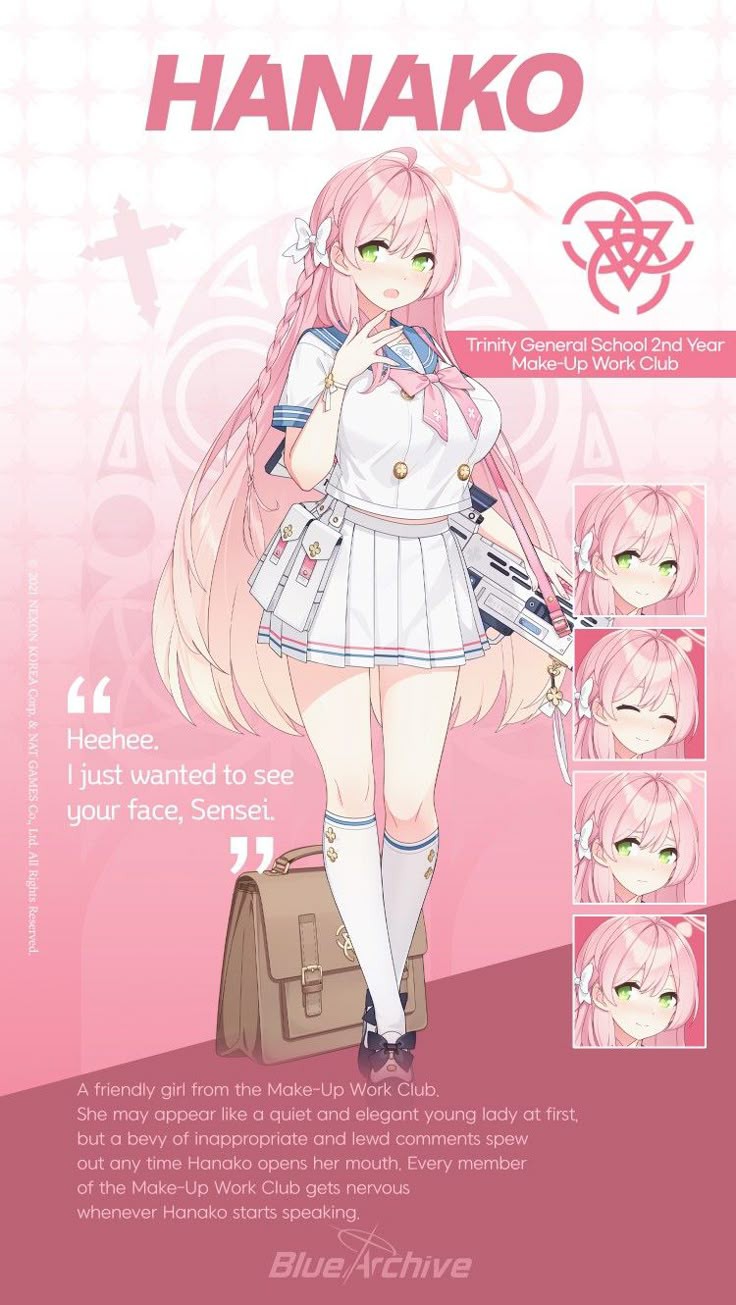 HANAKO
Trinity General School 2nd Year
Make-Up Work Club
“
Heehee.
I just wanted to see
your face, Sensei.
”
© 2021 NEXON KOREA Corp. & NAT GAMES Co., Ltd. All Rights Reserved.
A friendly girl from the Make-Up Work Club.
She may appear like a quiet and elegant young lady at first,
but a bevy of inappropriate and lewd comments spew
out any time Hanako opens her mouth. Every member
of the Make-Up Work Club gets nervous
whenever Hanako starts speaking.
Blue Archive